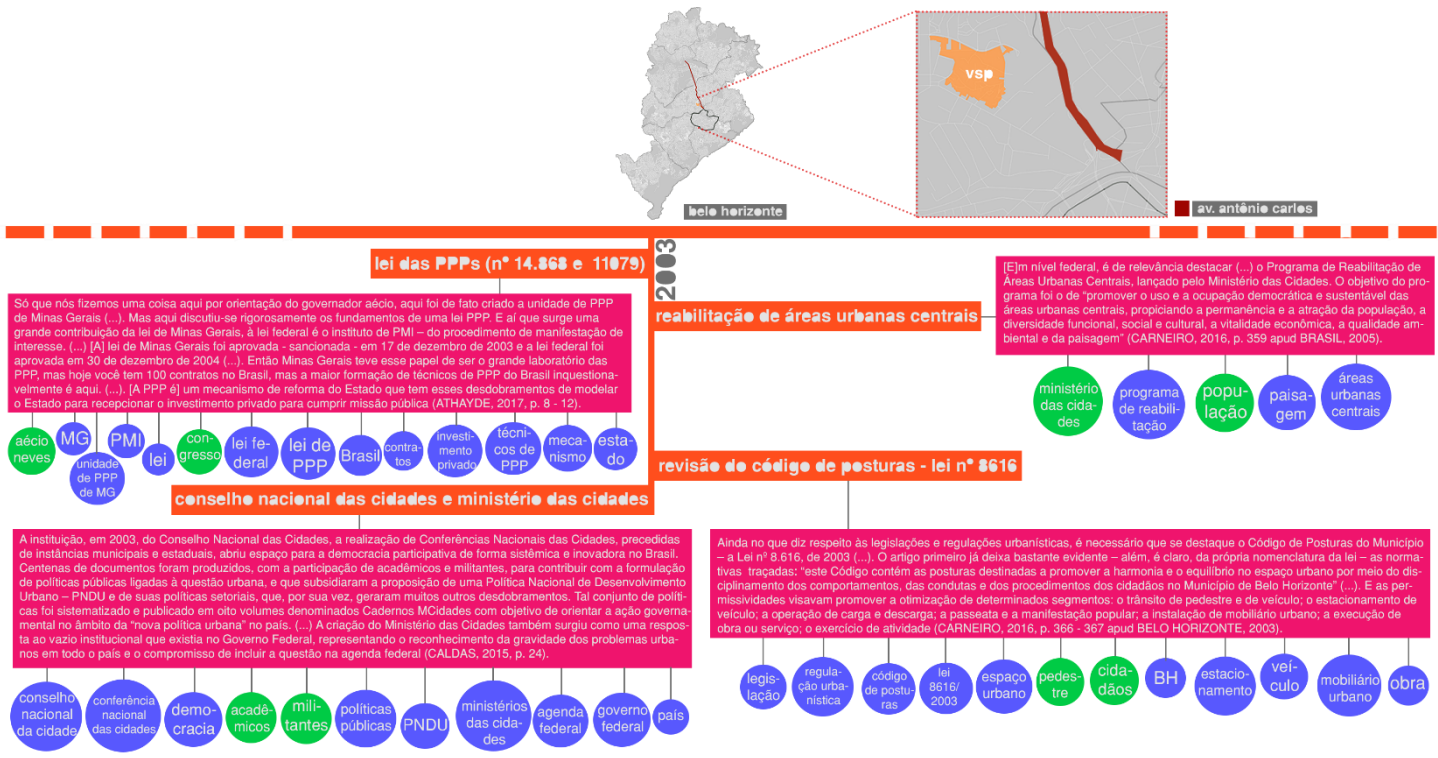 vsp
belo horizonte
av. antônio carlos
2003
lei das PPPs (n° 14.868 e 11079)
Só que nós fizemos uma coisa aqui por orientação do governador aécio, aqui foi de fato criado a unidade de PPP
de Minas Gerais (...). Mas aqui discutiu-se rigorosamente os fundamentos de uma lei PPP. E aí que surge uma
grande contribuição da lei de Minas Gerais, à lei federal é o instituto de PMI – do procedimento de manifestação de
interesse. (...) [A] lei de Minas Gerais foi aprovada - sancionada - em 17 de dezembro de 2003 e a lei federal foi
aprovada em 30 de dezembro de 2004 (...). Então Minas Gerais teve esse papel de ser o grande laboratório das
PPP, mas hoje você tem 100 contratos no Brasil, mas a maior formação de técnicos de PPP do Brasil inquestiona-
velmente é aqui. (...). [A PPP é] um mecanismo de reforma do Estado que tem esses desdobramentos de modelar
o Estado para recepcionar o investimento privado para cumprir missão pública (ATHAYDE, 2017, p. 8 - 12).
aécio
neves
MG
unidade
de PPP
de MG
PMI
lei
con-
gresso
lei fe-
deral
lei de
PPP
Brasil
contra-
tos
investi-
mento
privado
técni-
cos de
PPP
meca-
nismo
esta-
do
reabilitação de áreas urbanas centrais
[E]m nível federal, é de relevância destacar (...) o Programa de Reabilitação de
Áreas Urbanas Centrais, lançado pelo Ministério das Cidades. O objetivo do pro-
grama foi o de “promover o uso e a ocupação democrática e sustentável das
áreas urbanas centrais, propiciando a permanência e a atração da população, a
diversidade funcional, social e cultural, a vitalidade econômica, a qualidade am-
biental e da paisagem” (CARNEIRO, 2016, p. 359 apud BRASIL, 2005).
ministério
das cida-
des
programa
de reabili-
tação
popu-
lação
paisa-
gem
áreas
urbanas
centrais
conselho nacional das cidades e ministério das cidades
A instituição, em 2003, do Conselho Nacional das Cidades, a realização de Conferências Nacionais das Cidades, precedidas
de instâncias municipais e estaduais, abriu espaço para a democracia participativa de forma sistêmica e inovadora no Brasil.
Centenas de documentos foram produzidos, com a participação de acadêmicos e militantes, para contribuir com a formulação
de políticas públicas ligadas à questão urbana, e que subsidiaram a proposição de uma Política Nacional de Desenvolvimento
Urbano – PNDU e de suas políticas setoriais, que, por sua vez, geraram muitos outros desdobramentos. Tal conjunto de políti-
cas foi sistematizado e publicado em oito volumes denominados Cadernos MCidades com objetivo de orientar a ação governa-
mental no âmbito da “nova política urbana” no país. (...) A criação do Ministério das Cidades também surgiu como uma respos-
ta ao vazio institucional que existia no Governo Federal, representando o reconhecimento da gravidade dos problemas urba-
nos em todo o país e o compromisso de incluir a questão na agenda federal (CALDAS, 2015, p. 24).
conselho
nacional
da cidade
conferência
nacional
das cidades
demo-
cracia
acadê-
micos
mili-
tantes
políticas
públicas
PNDU
ministérios
das cida-
des
agenda
federal
governo
federal
país
revisão do código de posturas - lei n° 8616
Ainda no que diz respeito às legislações e regulações urbanísticas, é necessário que se destaque o Código de Posturas do Município
– a Lei nº 8.616, de 2003 (...). O artigo primeiro já deixa bastante evidente – além, é claro, da própria nomenclatura da lei – as norma-
tivas traçadas: “este Código contém as posturas destinadas a promover a harmonia e o equilíbrio no espaço urbano por meio do dis-
ciplinamento dos comportamentos, das condutas e dos procedimentos dos cidadãos no Município de Belo Horizonte” (...). E as per-
missividades visavam promover a otimização de determinados segmentos: o trânsito de pedestre e de veículo; o estacionamento de
veículo; a operação de carga e descarga; a passeata e a manifestação popular; a instalação de mobiliário urbano; a execução de
obra ou serviço; o exercício de atividade (CARNEIRO, 2016, p. 366 - 367 apud BELO HORIZONTE, 2003).
legis-
lação
regula-
ção urba-
nística
código
de postu-
ras
lei
8616/
2003
espaço
urbano
pedes-
tre
cida-
dãos
BH
estacio-
namento
veí-
culo
mobiliário
urbano
obra